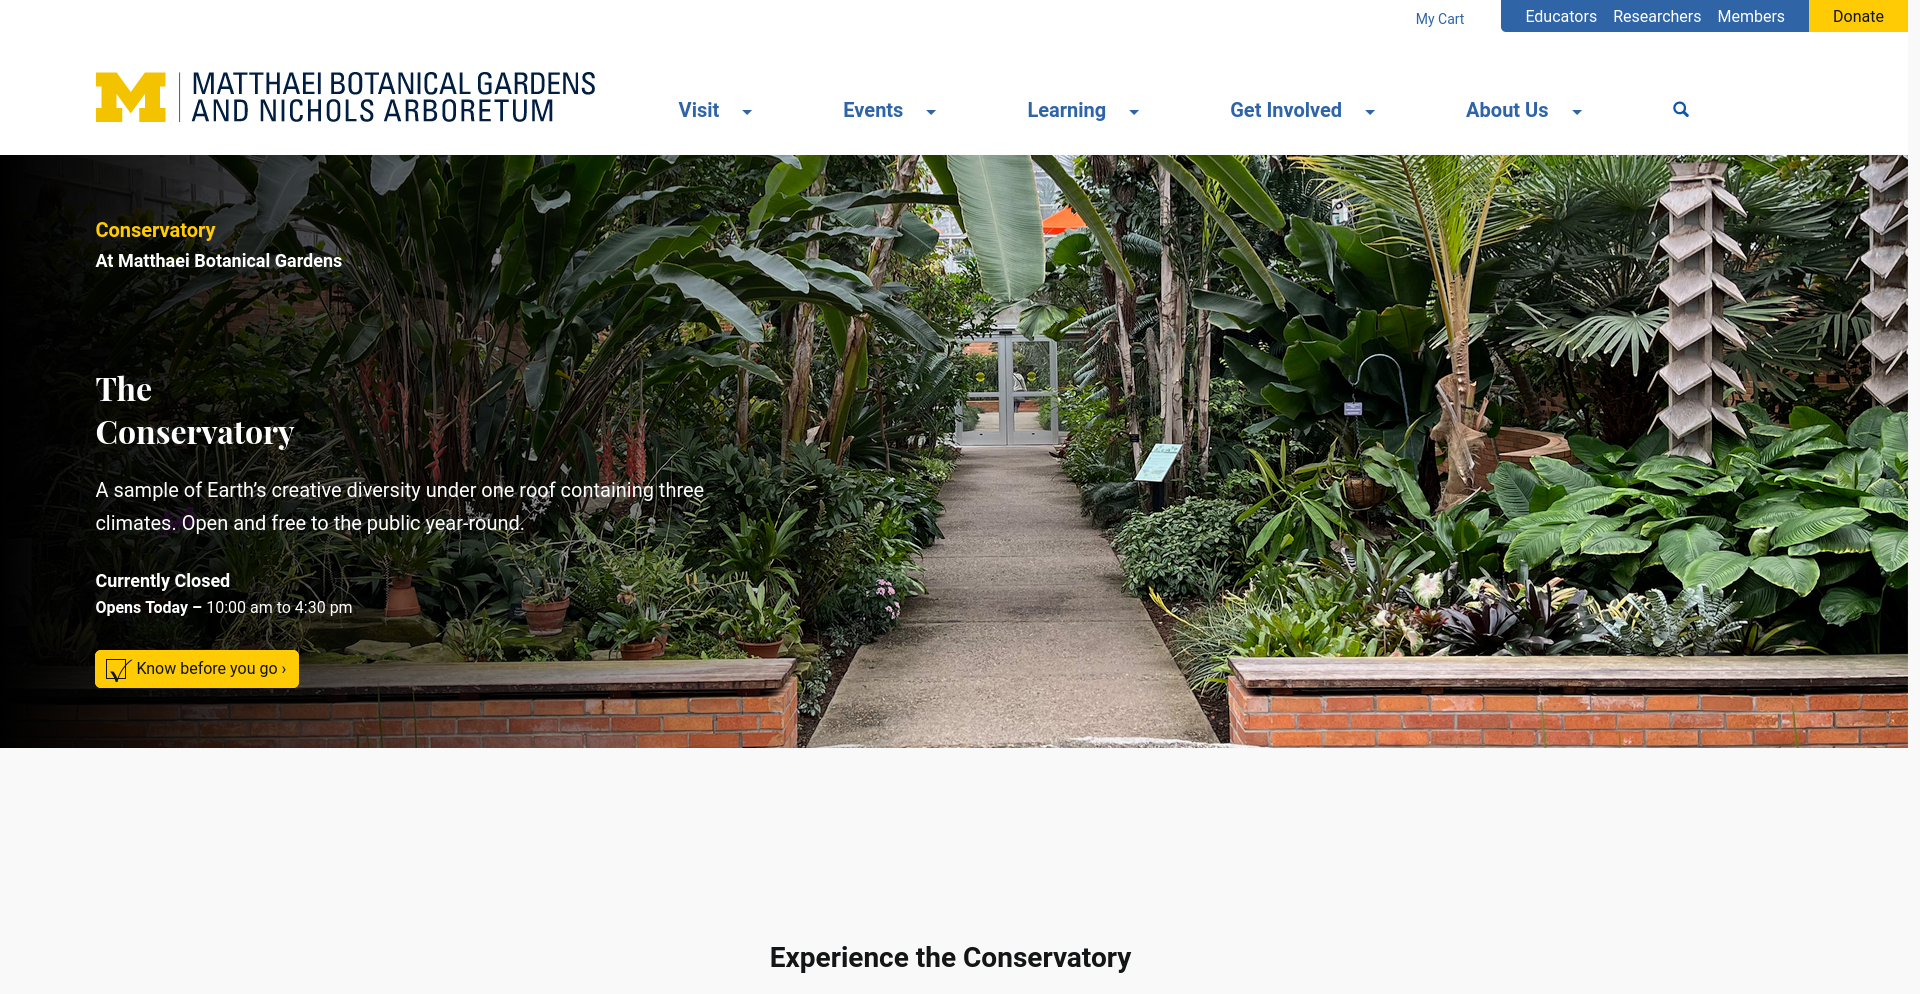 My Cart
Educators
Researchers
Members
Donate
M
MATTHAEI BOTANICAL GARDENS
AND NICHOLS ARBORETUM
Visit
Events
Learning
Get Involved
About Us
Conservatory
At Matthaei Botanical Gardens
The
Conservatory
A sample of Earth’s creative diversity under one roof containing three
climates. Open and free to the public year-round.
Currently Closed
Opens Today – 10:00 am to 4:30 pm
Know before you go ›
Experience the Conservatory